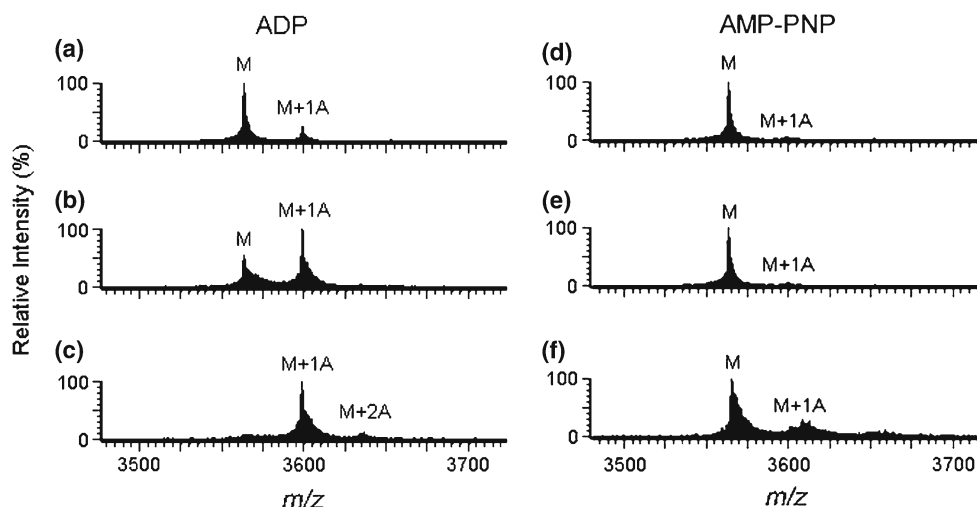 ADP
AMP-PNP
(a)
M
M+1A
100
0
(b)
M
M+1A
100
0
(c)
M+1A
M+2A
100
0
3500
3600
3700
m/z
(d)
M
M+1A
100
0
(e)
M
M+1A
100
0
(f)
M
M+1A
100
0
3500
3600
3700
m/z
Relative Intensity (%)